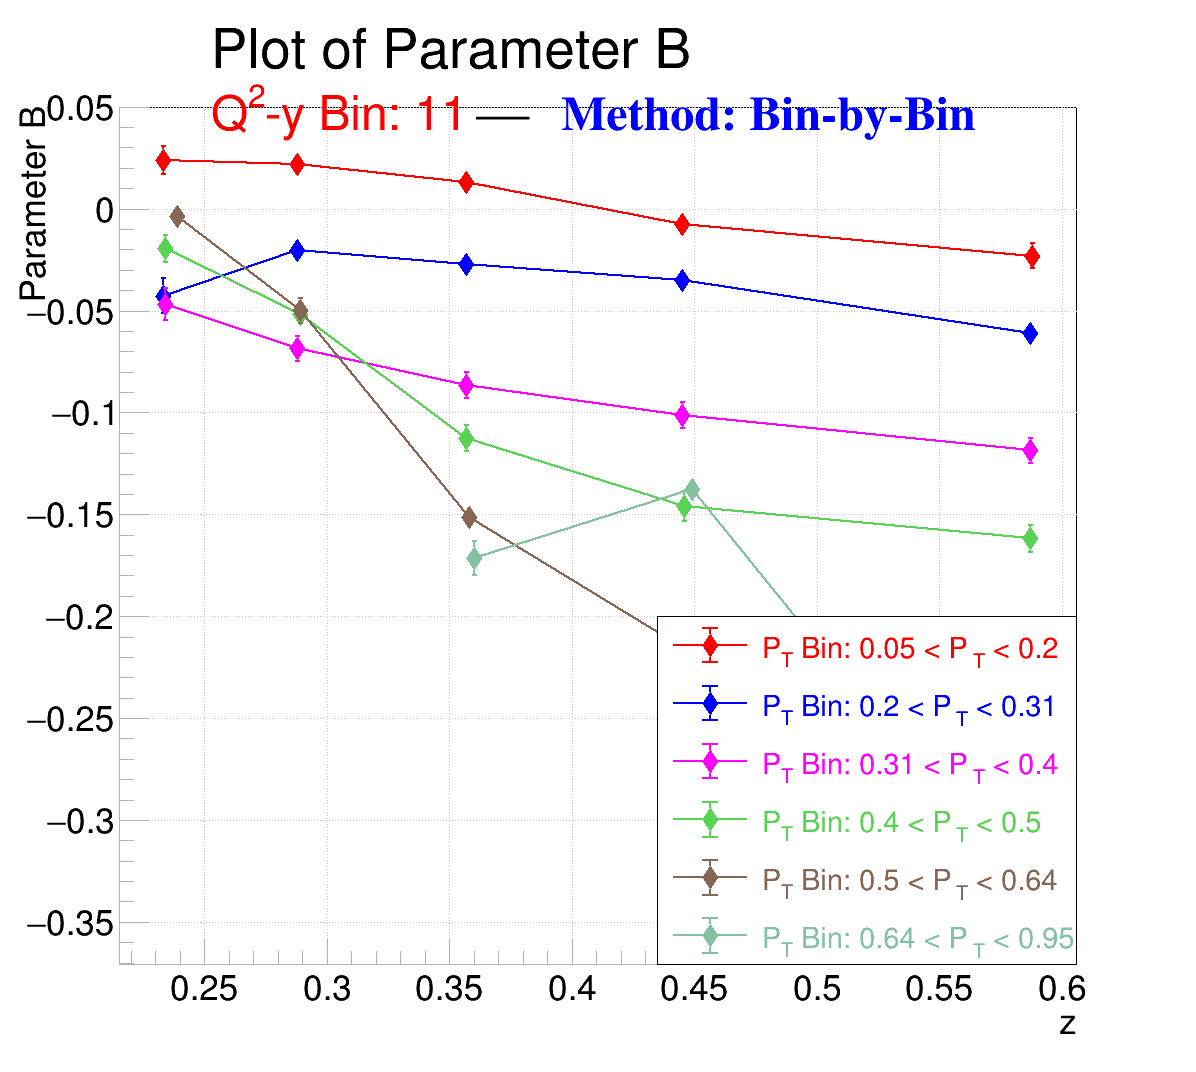 Plot of Parameter B
Q2-y Bin: 11 — Method: Bin-by-Bin
Parameter B
0.05
0
−0.05
−0.1
−0.15
−0.2
−0.25
−0.3
−0.35
PT Bin: 0.05 < PT < 0.2
PT Bin: 0.2 < PT < 0.31
PT Bin: 0.31 < PT < 0.4
PT Bin: 0.4 < PT < 0.5
PT Bin: 0.5 < PT < 0.64
PT Bin: 0.64 < PT < 0.95
0.25 0.3 0.35 0.4 0.45 0.5 0.55 0.6
z